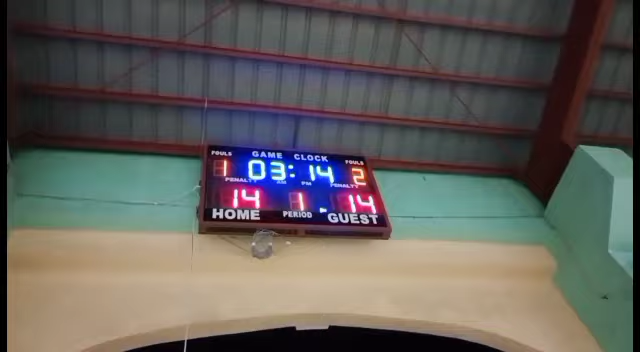 FOULS GAME CLOCK FOULS
1 03:14 2
PENALTY AM PM PENALTY
14 1 14
HOME PERIOD GUEST